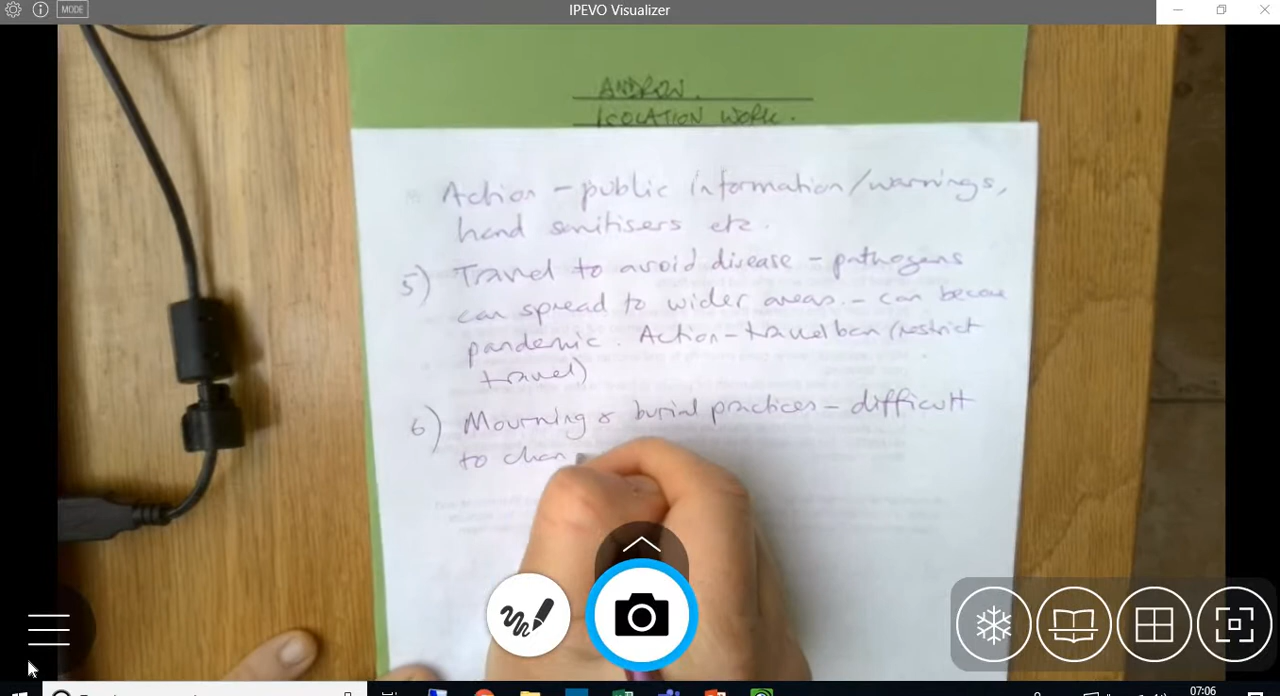 MODE
IPEVO Visualizer
ANDREW.
ISOLATION WORK.
Action - public information/warnings,
hand sanitisers etc.
5) Travel to avoid disease - pathogens
can spread to wider areas. - can become
pandemic. Action - travel ban (restrict
travel)
6) Mourning & burial practices - difficult
to chan
07:06